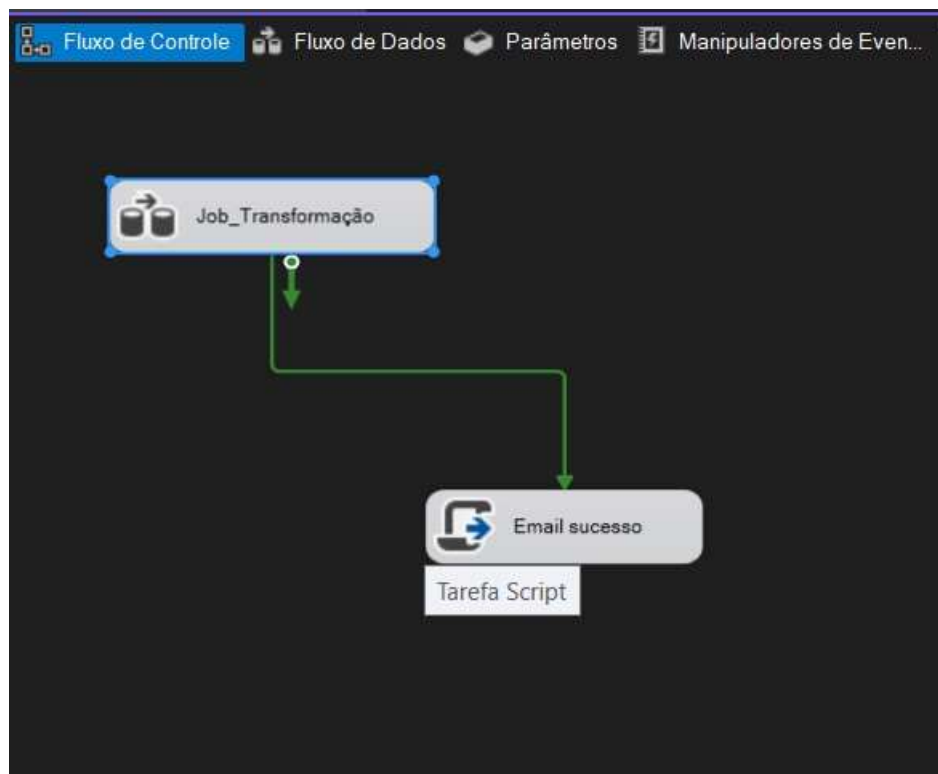 Fluxo de Controle Fluxo de Dados Parâmetros Manipuladores de Even...
Job_Transformação
Email sucesso
Tarefa Script